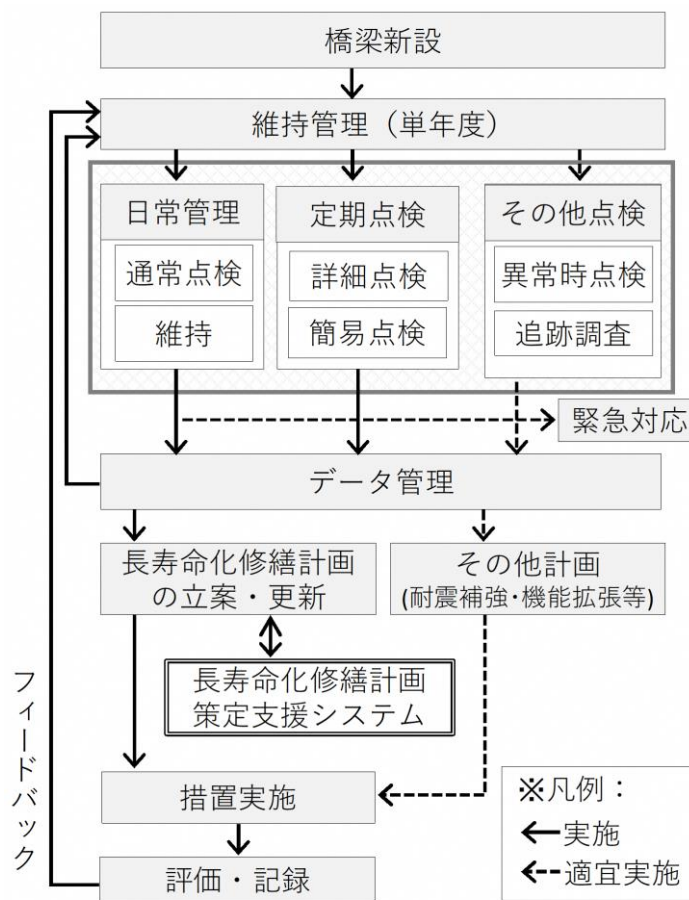 橋梁新設
維持管理（単年度）
日常管理
通常点検
維持
定期点検
詳細点検
簡易点検
その他点検
異常時点検
追跡調査
緊急対応
データ管理
長寿命化修繕計画
の立案・更新
その他計画
(耐震補強･機能拡張等)
長寿命化修繕計画
策定支援システム
フィードバック
措置実施
評価・記録
※凡例：
実施
適宜実施